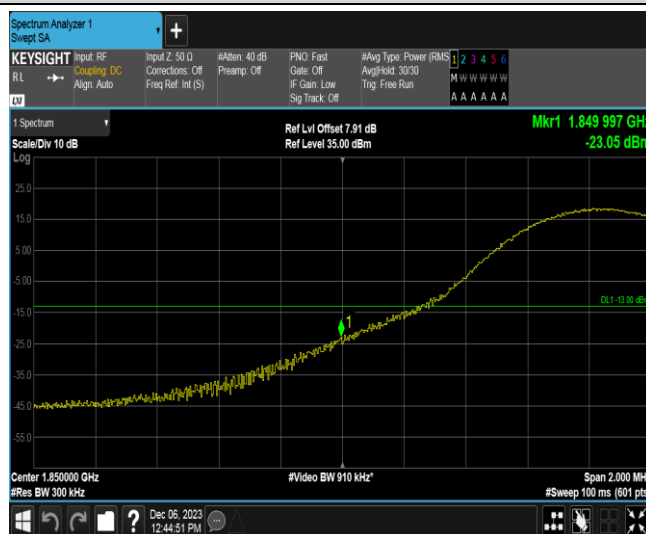 Spectrum Analyzer 1
Swept SA
+
KEYSIGHT
RL
LXI
Input: RF
Coupling: DC
Align: Auto
Input Z: 50 Ω
Corrections: Off
Freq Ref: Int (S)
#Atten: 40 dB
Preamp: Off
PNO: Fast
Gate: Off
IF Gain: Low
Sig Track: Off
#Avg Type: Power (RMS
Avg|Hold: 30/30
Trig: Free Run
1 2 3 4 5 6
M W W W W W
A A A A A A
1 Spectrum
Scale/Div 10 dB
Log
Ref Lvl Offset 7.91 dB
Ref Level 35.00 dBm
Mkr1 1.849 997 GHz
-23.05 dBm
25.0
15.0
5.00
-5.00
-15.0
-25.0
-35.0
-45.0
-55.0
DL1 -13.00 dBm
1
Center 1.850000 GHz
#Res BW 300 kHz
#Video BW 910 kHz*
Span 2.000 MHz
#Sweep 100 ms (601 pts)
?
Dec 06, 2023
12:44:51 PM